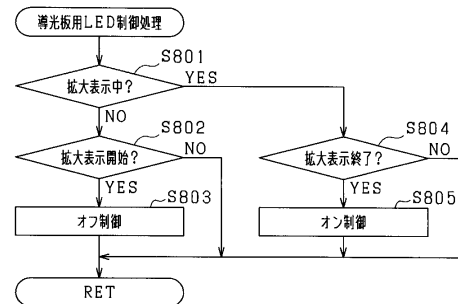 導光板用LED制御処理
S801
拡大表示中?
YES
NO
S802
拡大表示開始?
NO
YES
S803
オフ制御
S804
拡大表示終了?
NO
YES
S805
オン制御
RET